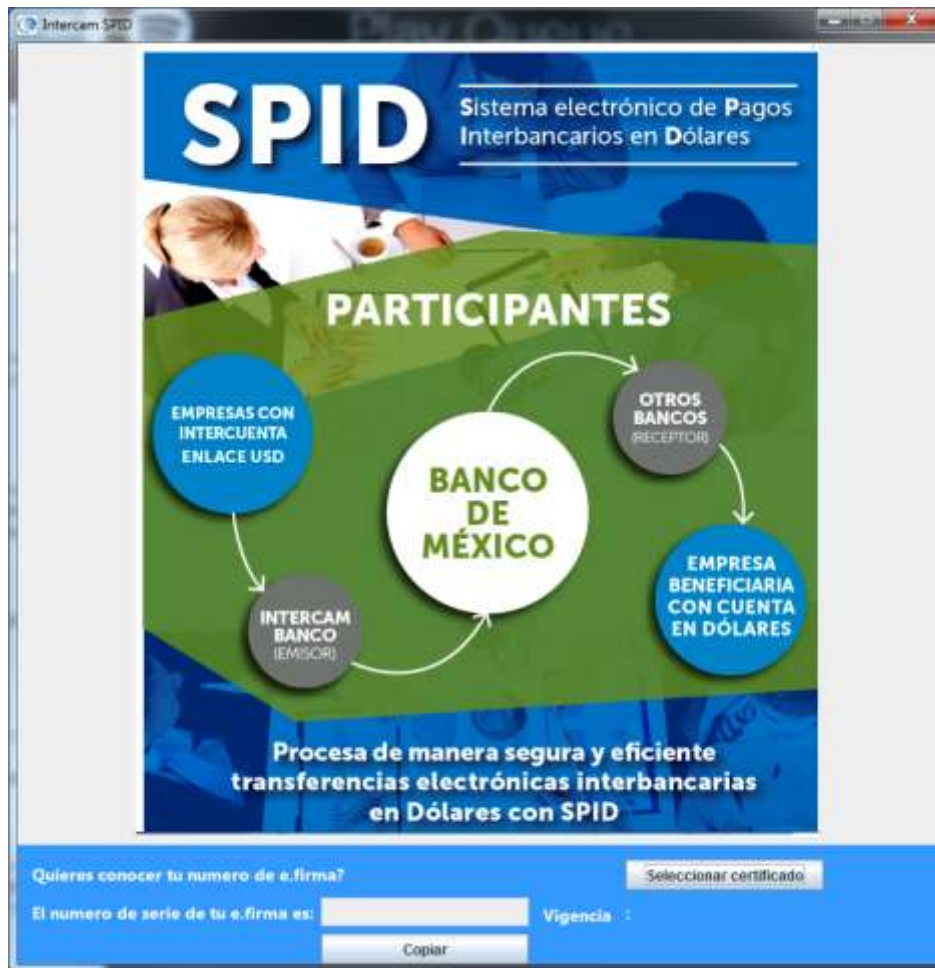 Intercam SPID
Play Queue
SPID
Sistema electrónico de Pagos
Interbancarios en Dólares
PARTICIPANTES
EMPRESAS CON
INTERCUENTA
ENLACE USD
INTERCAM
BANCO
(EMISOR)
BANCO
DE
MÉXICO
OTROS
BANCOS
(RECEPTOR)
EMPRESA
BENEFICIARIA
CON CUENTA
EN DÓLARES
Procesa de manera segura y eficiente
transferencias electrónicas interbancarias
en Dólares con SPID
Quieres conocer tu numero de e.firma?
Seleccionar certificado
El numero de serie de tu e.firma es:
Vigencia :
Copiar